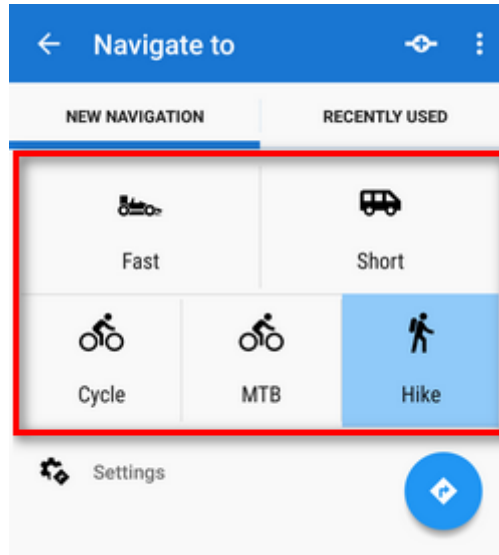 Navigate to
NEW NAVIGATION RECENTLY USED
Fast Short
Cycle MTB Hike
Settings